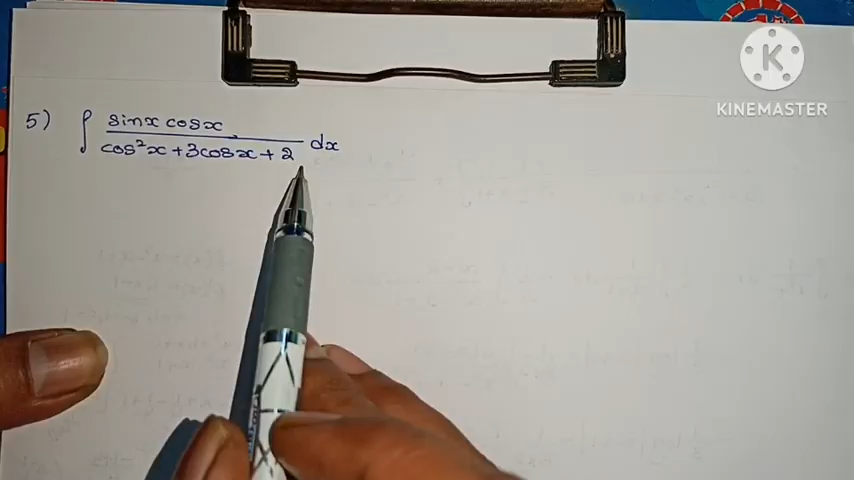 5) ∫ sinx cosx / cos²x + 3cosx + 2 dx
KINEMASTER